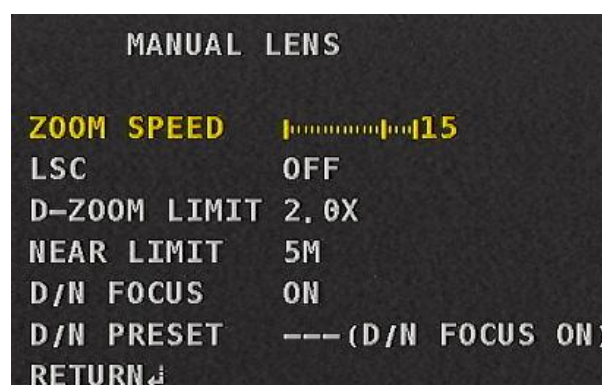 MANUAL LENS
ZOOM SPEED 15
LSC OFF
D-ZOOM LIMIT 2.0X
NEAR LIMIT 5M
D/N FOCUS ON
D/N PRESET ---(D/N FOCUS ON)
RETURN↲